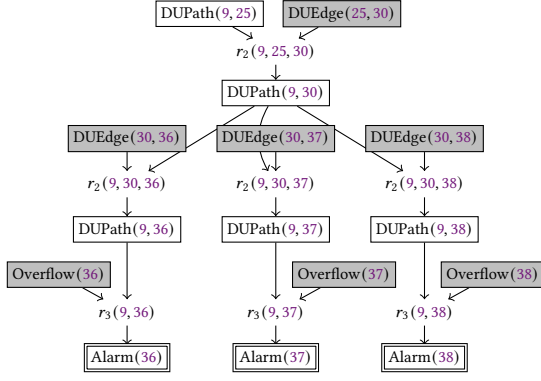 DUPath(9, 25) DUEdge(25, 30)
r₂(9, 25, 30)
DUPath(9, 30)
DUEdge(30, 36) DUEdge(30, 37) DUEdge(30, 38)
r₂(9, 30, 36) r₂(9, 30, 37) r₂(9, 30, 38)
DUPath(9, 36) DUPath(9, 37) DUPath(9, 38)
Overflow(36) Overflow(37) Overflow(38)
r₃(9, 36) r₃(9, 37) r₃(9, 38)
Alarm(36) Alarm(37) Alarm(38)